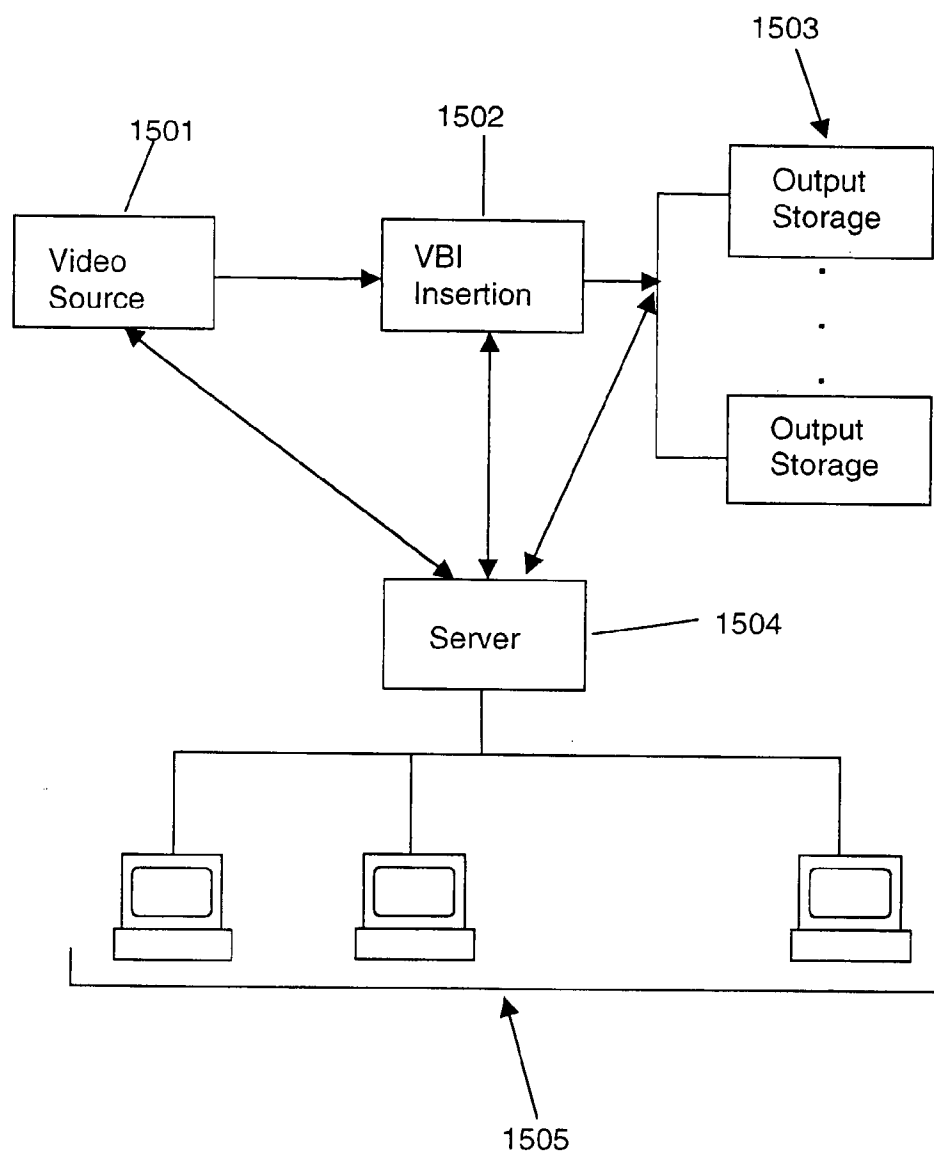 1503
1502
1501
Output
Storage
VBI
Insertion
Video
Source
Output
Storage
Server
1504
1505